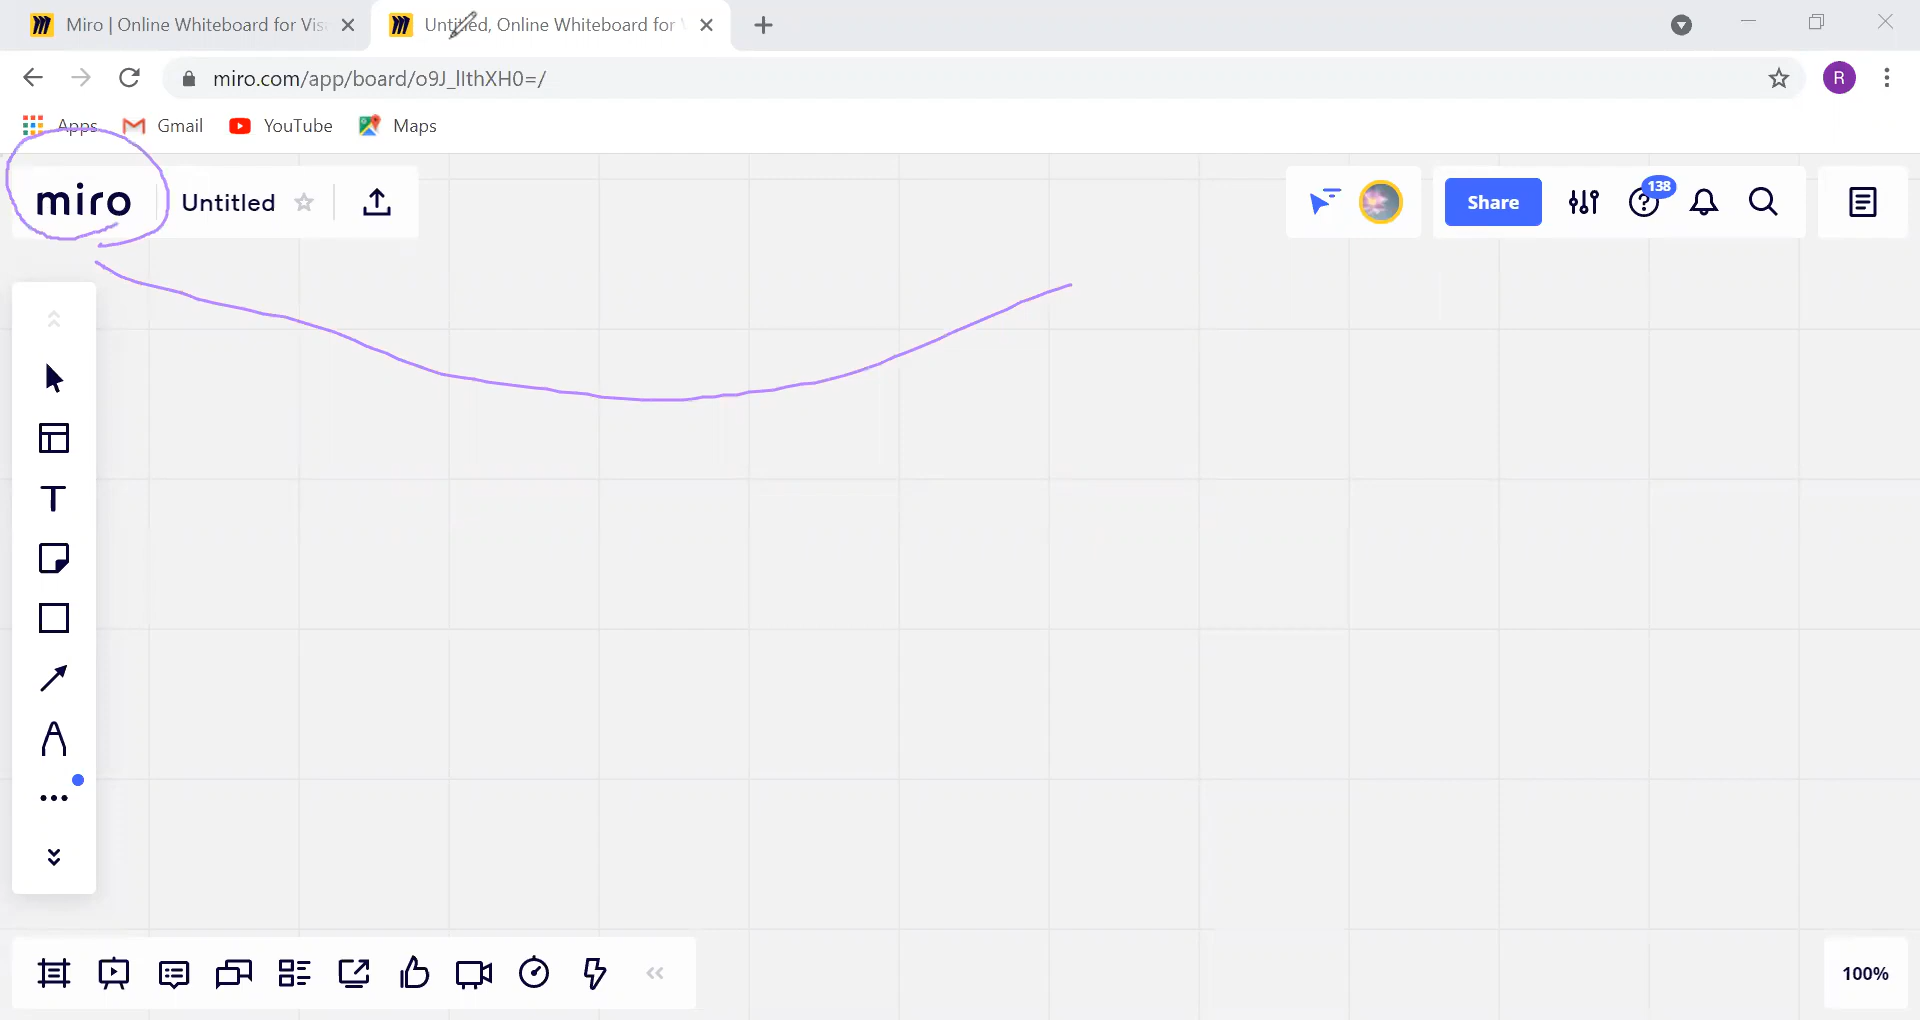 Miro | Online Whiteboard for Vis
Untitled, Online Whiteboard for
miro.com/app/board/o9J_lIthXH0=/
R
Apps
Gmail
YouTube
Maps
miro
Untitled
Share
138
100%